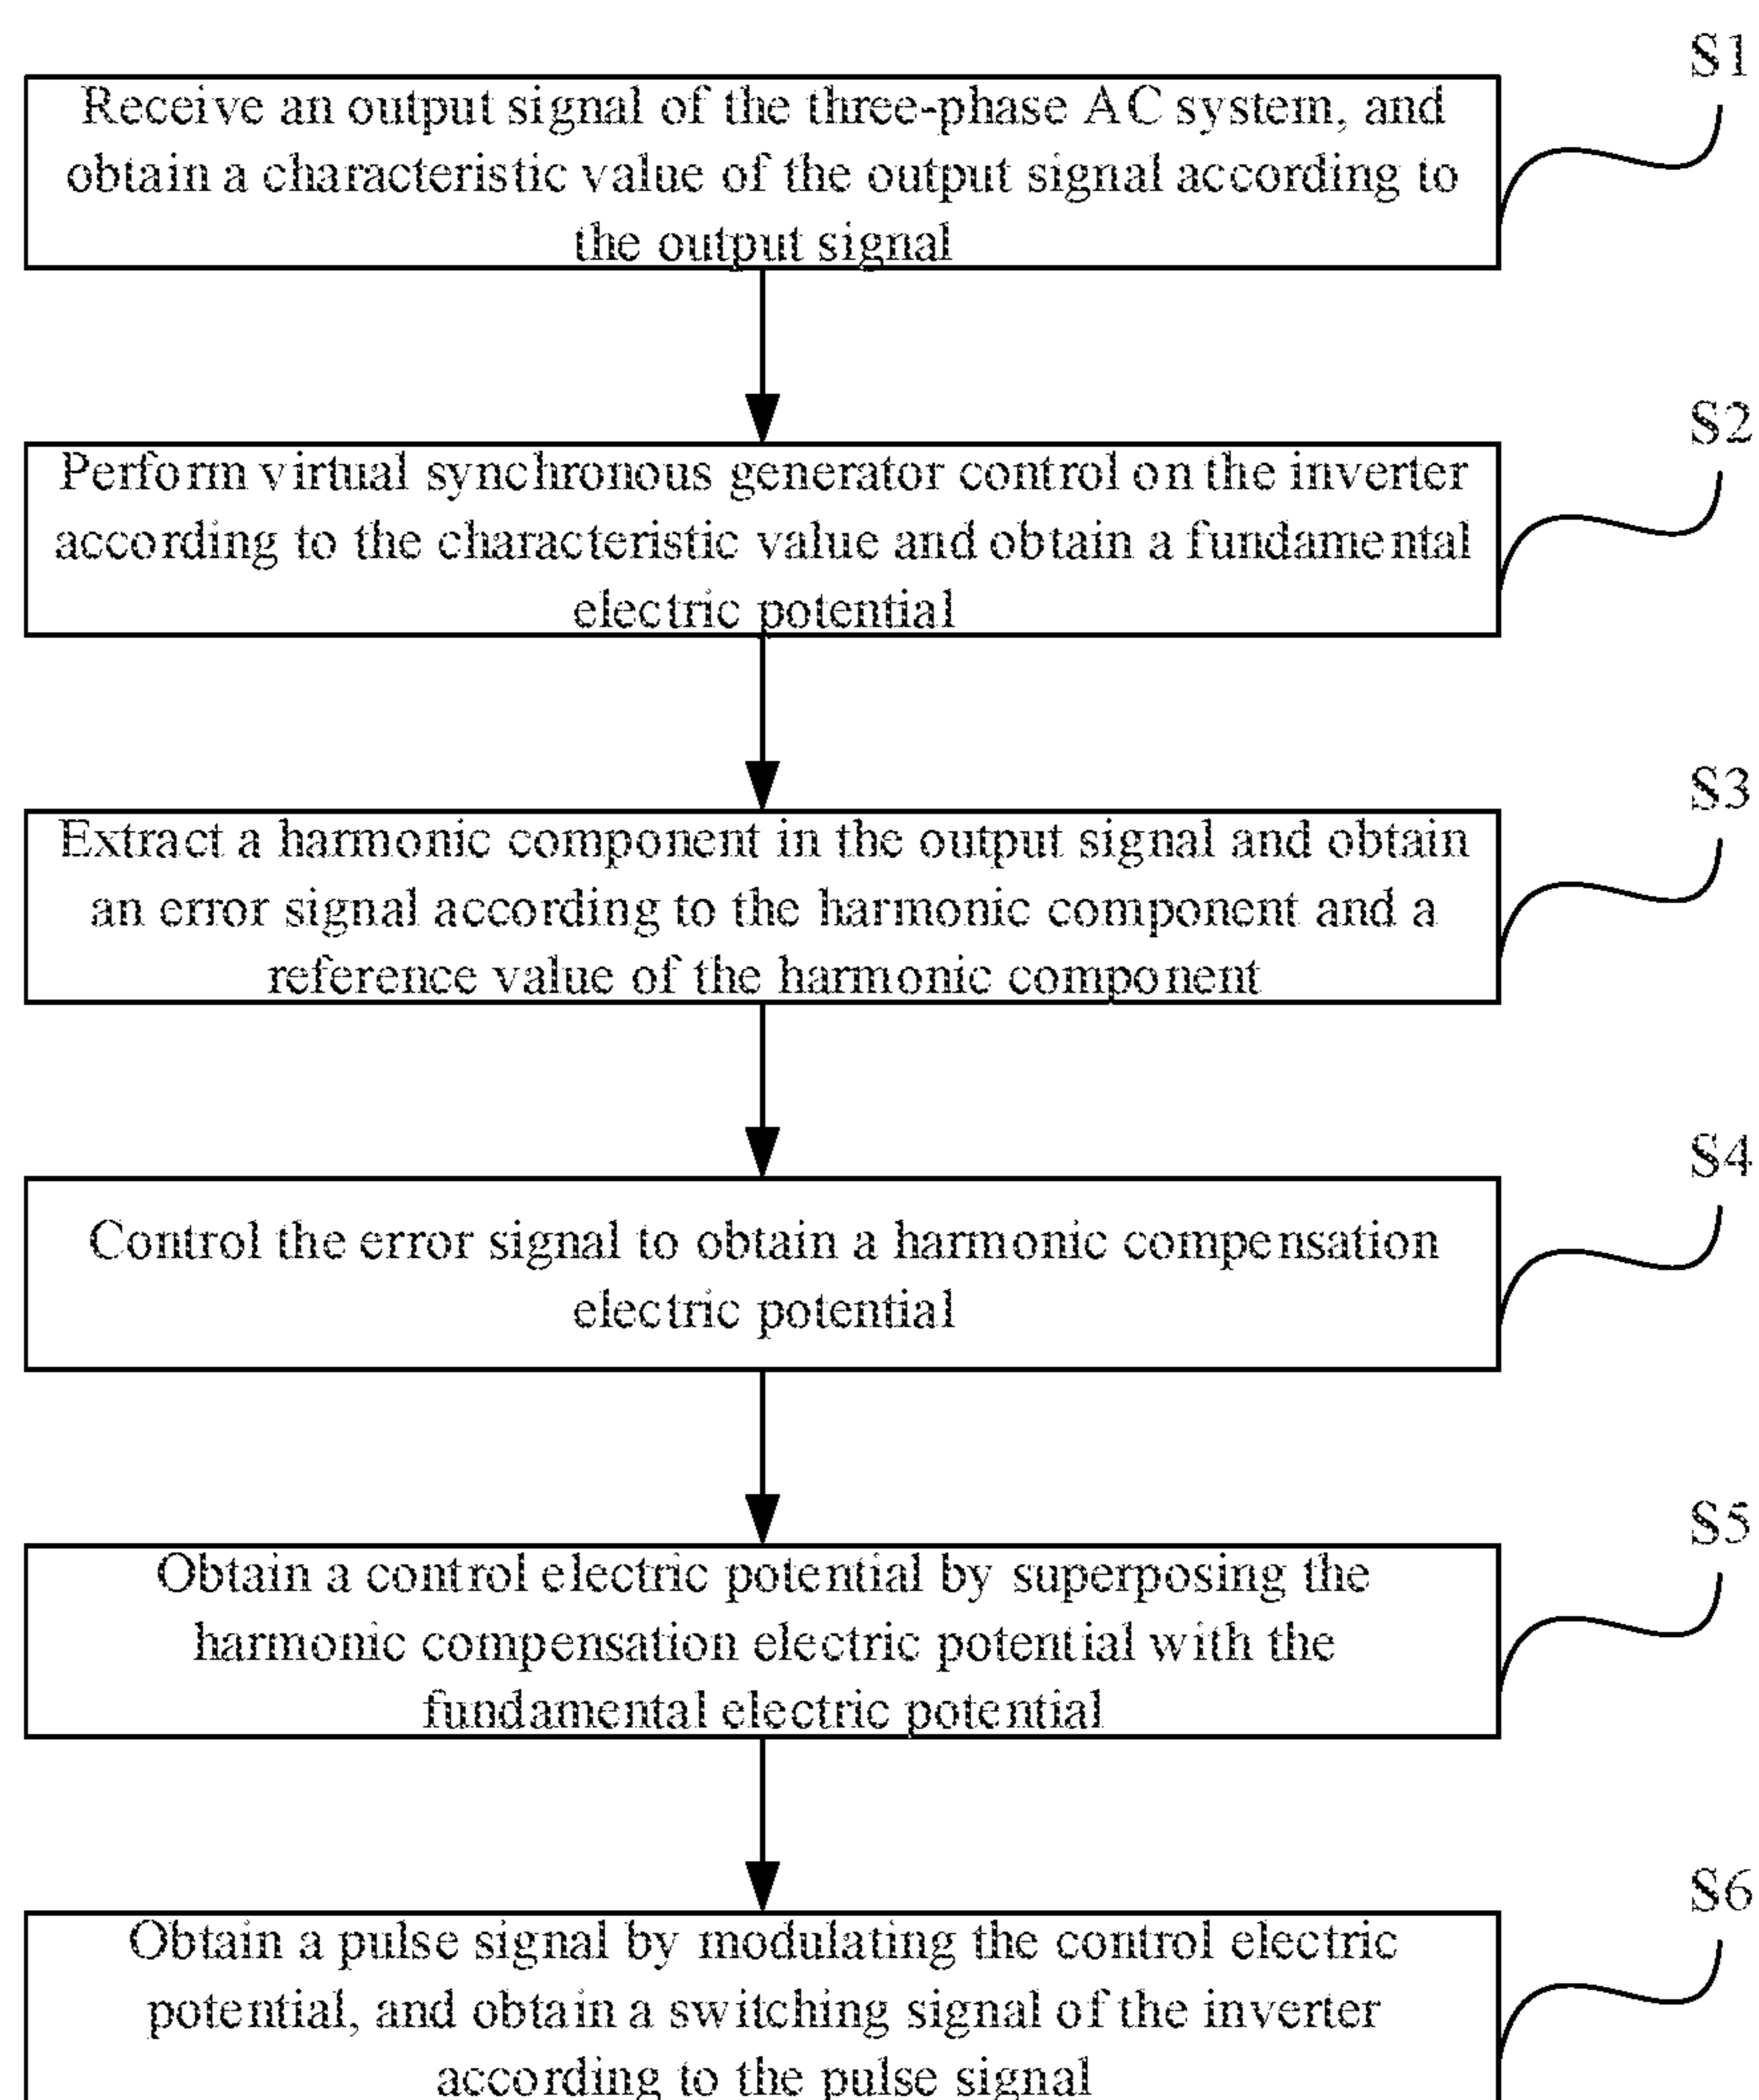 S1
Receive an output signal of the three-phase AC system, and
obtain a characteristic value of the output signal according to
the output signal
S2
Perform virtual synchronous generator control on the inverter
according to the characteristic value and obtain a fundamental
electric potential
S3
Extract a harmonic component in the output signal and obtain
an error signal according to the harmonic component and a
reference value of the harmonic component
S4
Control the error signal to obtain a harmonic compensation
electric potential
S5
Obtain a control electric potential by superposing the
harmonic compensation electric potential with the
fundamental electric potential
S6
Obtain a pulse signal by modulating the control electric
potential, and obtain a switching signal of the inverter
according to the pulse signal